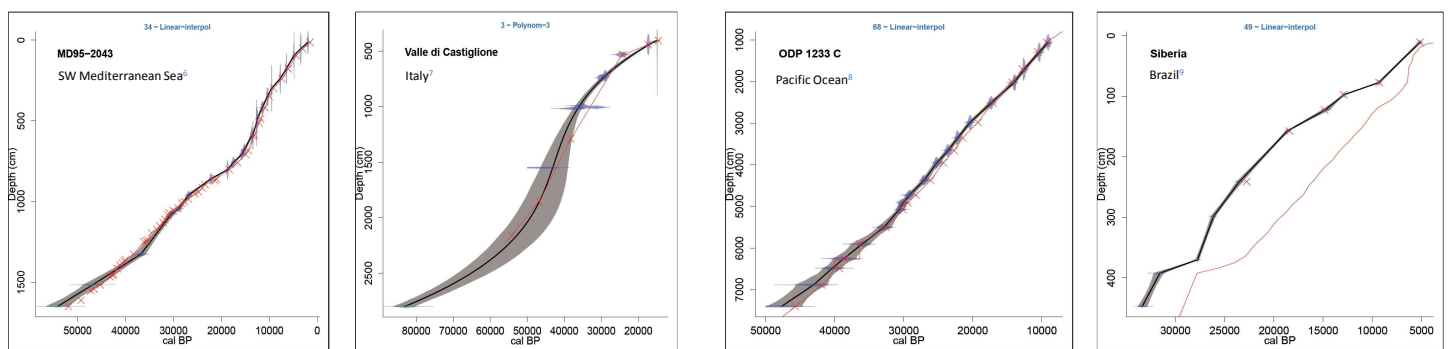 34 − Linear−interpol
MD95−2043
SW Mediterranean Sea6
0
500
1000
1500
Depth (cm)
50000 40000 30000 20000 10000 0
cal BP
3 − Polynom−3
Valle di Castiglione
Italy7
500
1000
1500
2000
2500
Depth (cm)
80000 60000 40000 20000
cal BP
68 − Linear−interpol
ODP 1233 C
Pacific Ocean8
1000
2000
3000
4000
5000
6000
7000
Depth (cm)
50000 40000 30000 20000 10000
cal BP
49 − Linear−interpol
Siberia
Brazil9
0
100
200
300
400
Depth (cm)
30000 25000 20000 15000 10000 5000
cal BP